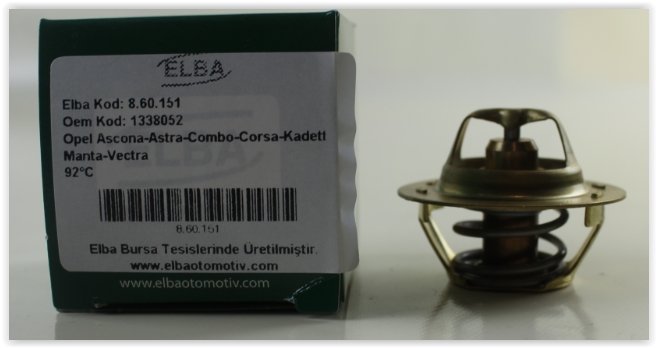 ELBA
Elba Kod: 8.60.151
Oem Kod: 1338052
Opel Ascona-Astra-Combo-Corsa-Kadett
Manta-Vectra
92°C
8.60.151
Elba Bursa Tesislerinde Üretilmiştir.
www.elbaotomotiv.com
www.elbaotomotiv.com